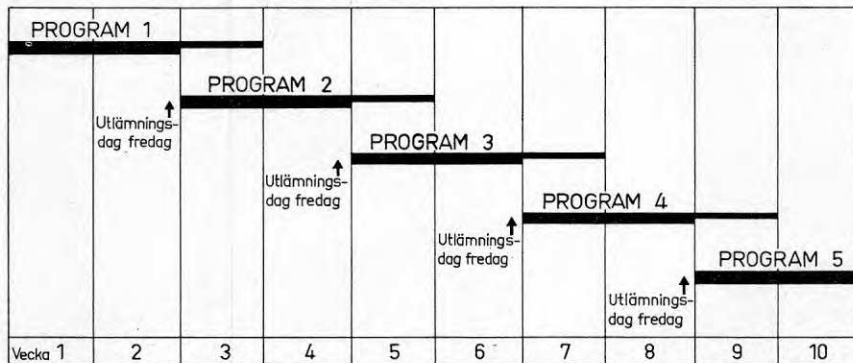 PROGRAM 1
PROGRAM 2
Utlämnings-
dag fredag
PROGRAM 3
Utlämnings-
dag fredag
PROGRAM 4
Utlämnings-
dag fredag
PROGRAM 5
Utlämnings-
dag fredag
Vecka 1 2 3 4 5 6 7 8 9 10